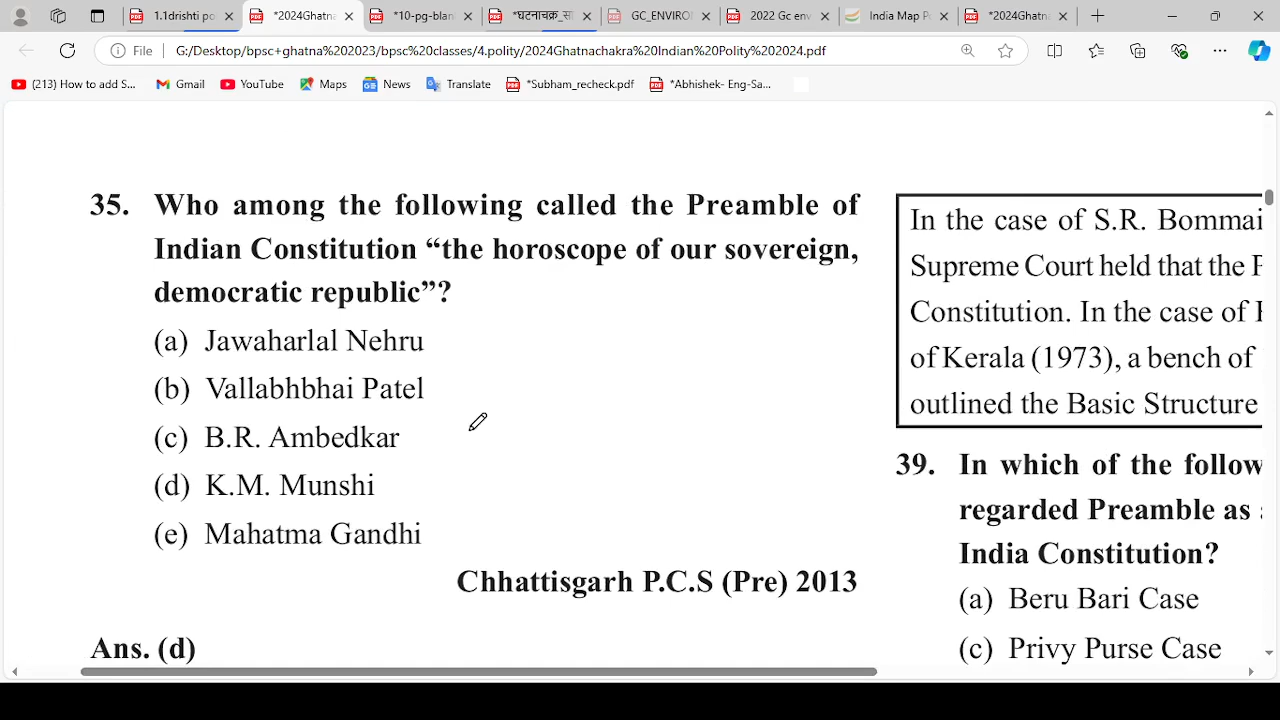 1.1drishti po
*2024Ghatna
*10-pg-blan
*घटनाचक्र_सा
GC_ENVIRO
2022 Gc env
India Map P
*2024Ghatna
File
G:/Desktop/bpsc+ghatna%202023/bpsc%20classes/4.polity/2024Ghatnachakra%20Indian%20Polity%202024.pdf
(213) How to add S...
Gmail
YouTube
Maps
News
Translate
*Subham_recheck.pdf
*Abhishek- Eng-Sa...
35. Who among the following called the Preamble of
Indian Constitution “the horoscope of our sovereign,
democratic republic”?
(a) Jawaharlal Nehru
(b) Vallabhbhai Patel
(c) B.R. Ambedkar
(d) K.M. Munshi
(e) Mahatma Gandhi
Chhattisgarh P.C.S (Pre) 2013
Ans. (d)
In the case of S.R. Bommai
Supreme Court held that the
Constitution. In the case of
of Kerala (1973), a bench of
outlined the Basic Structure
39. In which of the follow
regarded Preamble as
India Constitution?
(a) Beru Bari Case
(c) Privy Purse Case